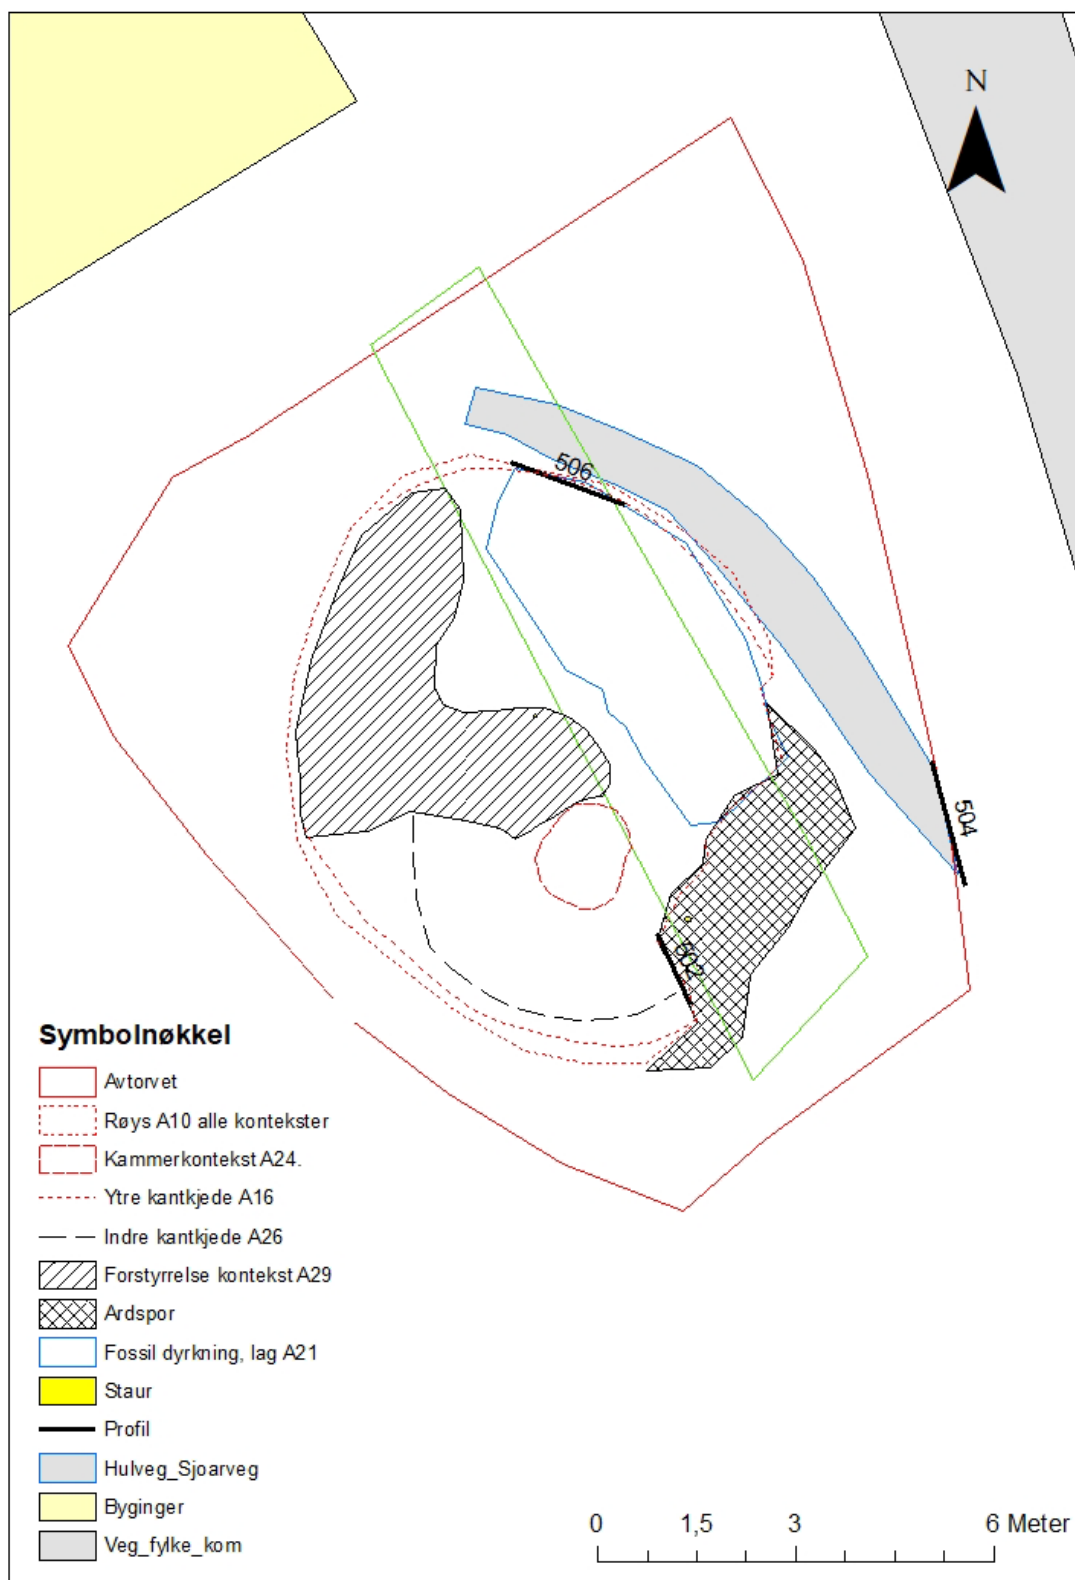 N
506
504
502
Symbolnøkkel
Avtorvet
Røys A10 alle kontekster
Kammerkontekst A24.
Ytre kantkjede A16
Indre kantkjede A26
Forstyrrelse kontekst A29
Ardspor
Fossil dyrkning, lag A21
Staur
Profil
Hulveg_Sjoarveg
Byginger
Veg_fylke_kom
0 1,5 3 6 Meter